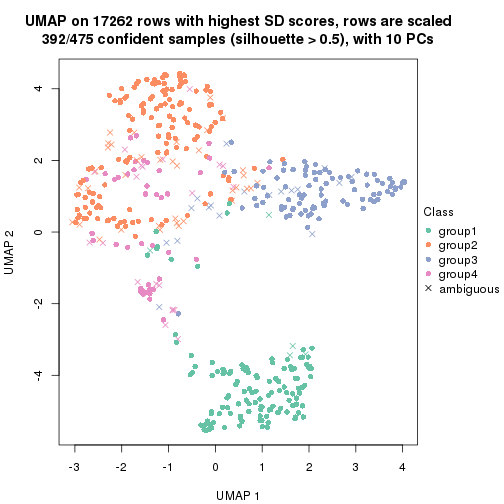 UMAP on 17262 rows with highest SD scores, rows are scaled
392/475 confident samples (silhouette > 0.5), with 10 PCs
4
2
0
-2
-4
UMAP 2
-3 -2 -1 0 1 2 3 4
UMAP 1
Class
group1
group2
group3
group4
ambiguous